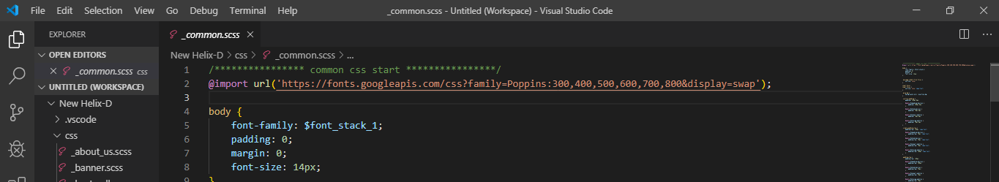 File Edit Selection View Go Debug Terminal Help _common.scss - Untitled (Workspace) - Visual Studio Code
EXPLORER
_common.scss
OPEN EDITORS
_common.scss css
UNTITLED (WORKSPACE)
New Helix-D
.vscode
css
_about_us.scss
_banner.scss
New Helix-D > css > _common.scss > ...
1 /**************** common css start ****************/
2 @import url('https://fonts.googleapis.com/css?family=Poppins:300,400,500,600,700,800&display=swap');
3
4 body {
5 font-family: $font_stack_1;
6 padding: 0;
7 margin: 0;
8 font-size: 14px;
9 }